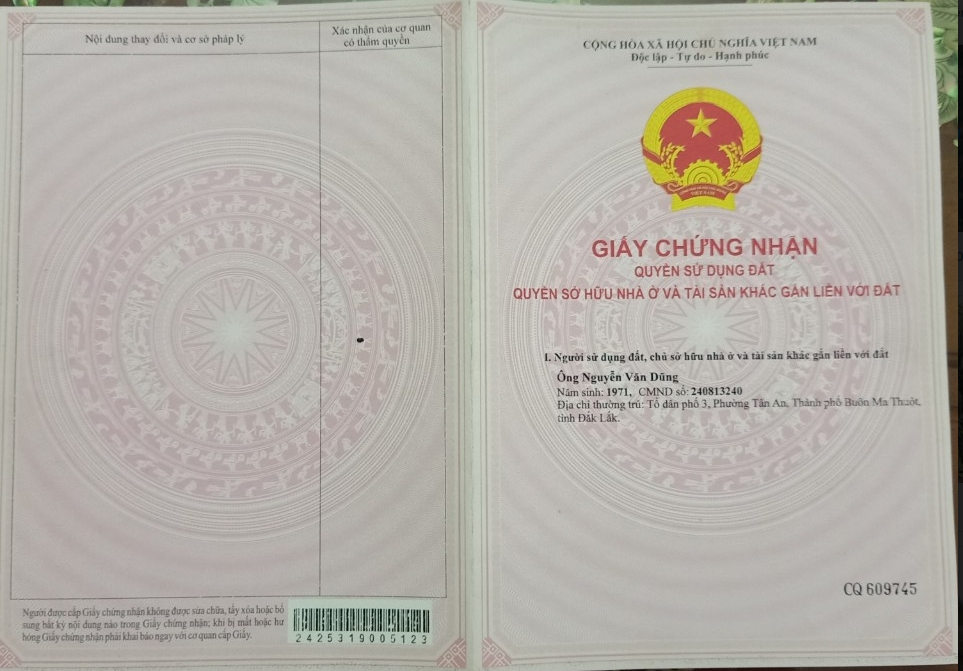 Nội dung thay đổi và cơ sở pháp lý
Xác nhận của cơ quan
có thẩm quyền
Người được cấp Giấy chứng nhận không được sửa chữa, tẩy xóa hoặc bổ
sung bất kỳ nội dung nào trong Giấy chứng nhận; khi bị mất hoặc hư
hỏng Giấy chứng nhận phải khai báo ngay với cơ quan cấp Giấy.
2425319005123
CỘNG HÒA XÃ HỘI CHỦ NGHĨA VIỆT NAM
Độc lập - Tự do - Hạnh phúc
VIỆT NAM
GIẤY CHỨNG NHẬN
QUYỀN SỬ DỤNG ĐẤT
QUYỀN SỞ HỮU NHÀ Ở VÀ TÀI SẢN KHÁC GẮN LIỀN VỚI ĐẤT
I. Người sử dụng đất, chủ sở hữu nhà ở và tài sản khác gắn liền với đất
Ông Nguyễn Văn Dũng
Năm sinh: 1971, CMND số: 240813240
Địa chỉ thường trú: Tổ dân phố 3, Phường Tân An, Thành phố Buôn Ma Thuột,
tỉnh Đắk Lắk.
CQ 609745